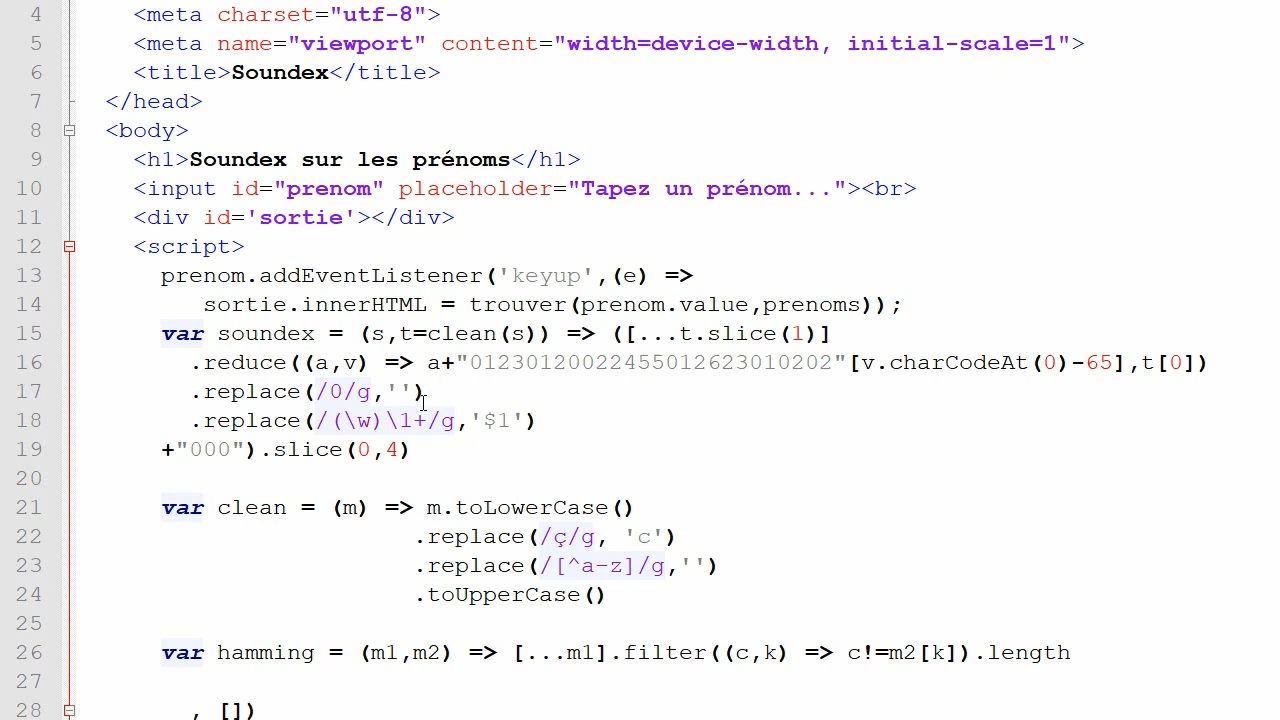 4 <meta charset="utf-8">
5 <meta name="viewport" content="width=device-width, initial-scale=1">
6 <title>Soundex</title>
7 </head>
8 <body>
9 <h1>Soundex sur les prénoms</h1>
10 <input id="prenom" placeholder="Tapez un prénom..."><br>
11 <div id='sortie'></div>
12 <script>
13 prenom.addEventListener('keyup',(e) =>
14 sortie.innerHTML = trouver(prenom.value,prenoms));
15 var soundex = (s,t=clean(s)) => ([...t.slice(1)]
16 .reduce((a,v) => a+"01230120022455012623010202"[v.charCodeAt(0)-65],t[0])
17 .replace(/0/g,'')
18 .replace(/(\w)\1+/g,'$1')
19 +"000").slice(0,4)
20
21 var clean = (m) => m.toLowerCase()
22 .replace(/ç/g, 'c')
23 .replace(/[^a-z]/g,'')
24 .toUpperCase()
25
26 var hamming = (m1,m2) => [...m1].filter((c,k) => c!=m2[k]).length
27
28 , [])